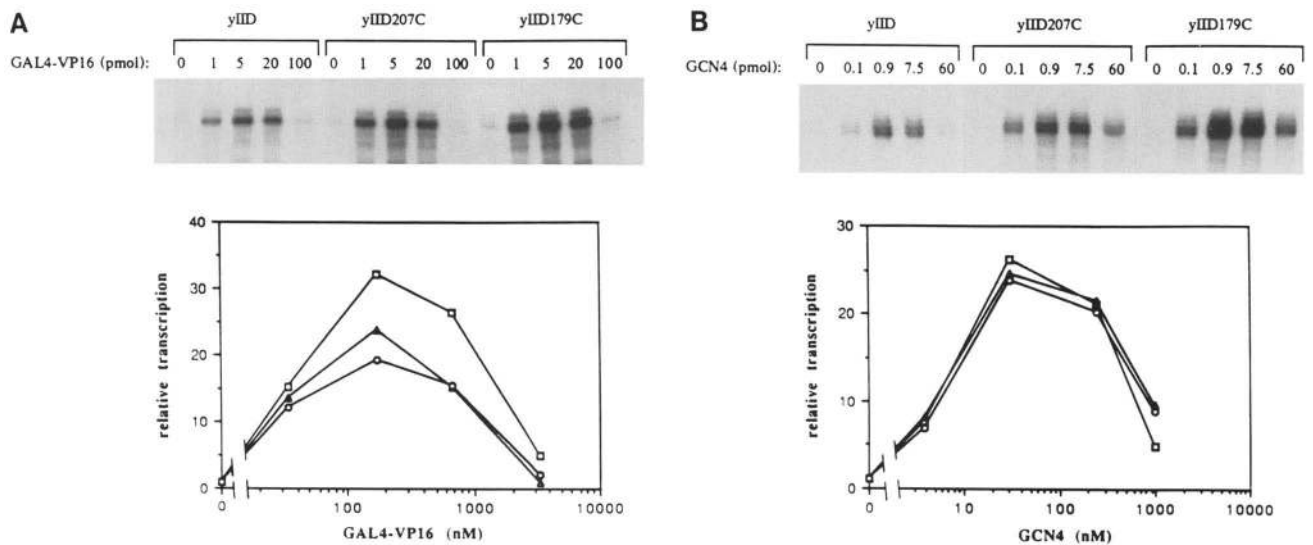 A
yIID yIID207C yIID179C
GAL4-VP16 (pmol): 0 1 5 20 100 0 1 5 20 100 0 1 5 20 100
40
30
20
10
0
relative transcription
0 100 1000 10000
GAL4-VP16 (nM)
B
yIID yIID207C yIID179C
GCN4 (pmol): 0 0.1 0.9 7.5 60 0 0.1 0.9 7.5 60 0 0.1 0.9 7.5 60
30
20
10
0
relative transcription
0 10 100 1000 10000
GCN4 (nM)